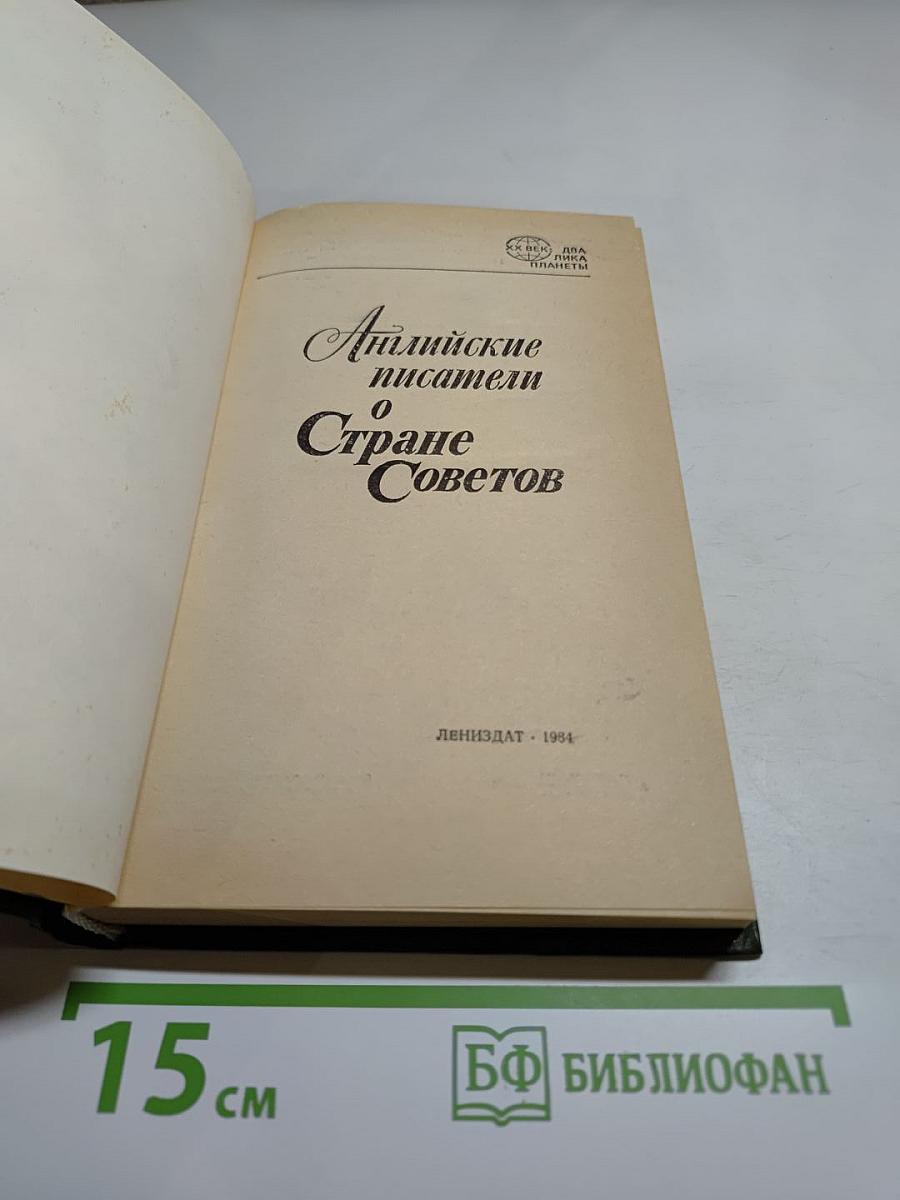 XX ВЕК: ДВА
ЛИКА
ПЛАНЕТЫ
Английские
писатели
о
Стране
Советов
ЛЕНИЗДАТ · 1984
15 см
БФ БИБЛИОФАН